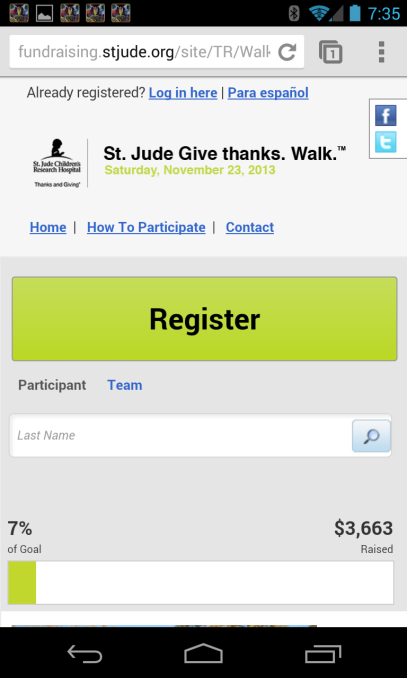 7:35
fundraising.stjude.org/site/TR/Walk
1
Already registered? Log in here | Para español
f
t
St. Jude Children's
Research Hospital
Thanks and Giving®
St. Jude Give thanks. Walk.™
Saturday, November 23, 2013
Home | How To Participate | Contact
Register
Participant Team
Last Name
7% $3,663
of Goal Raised